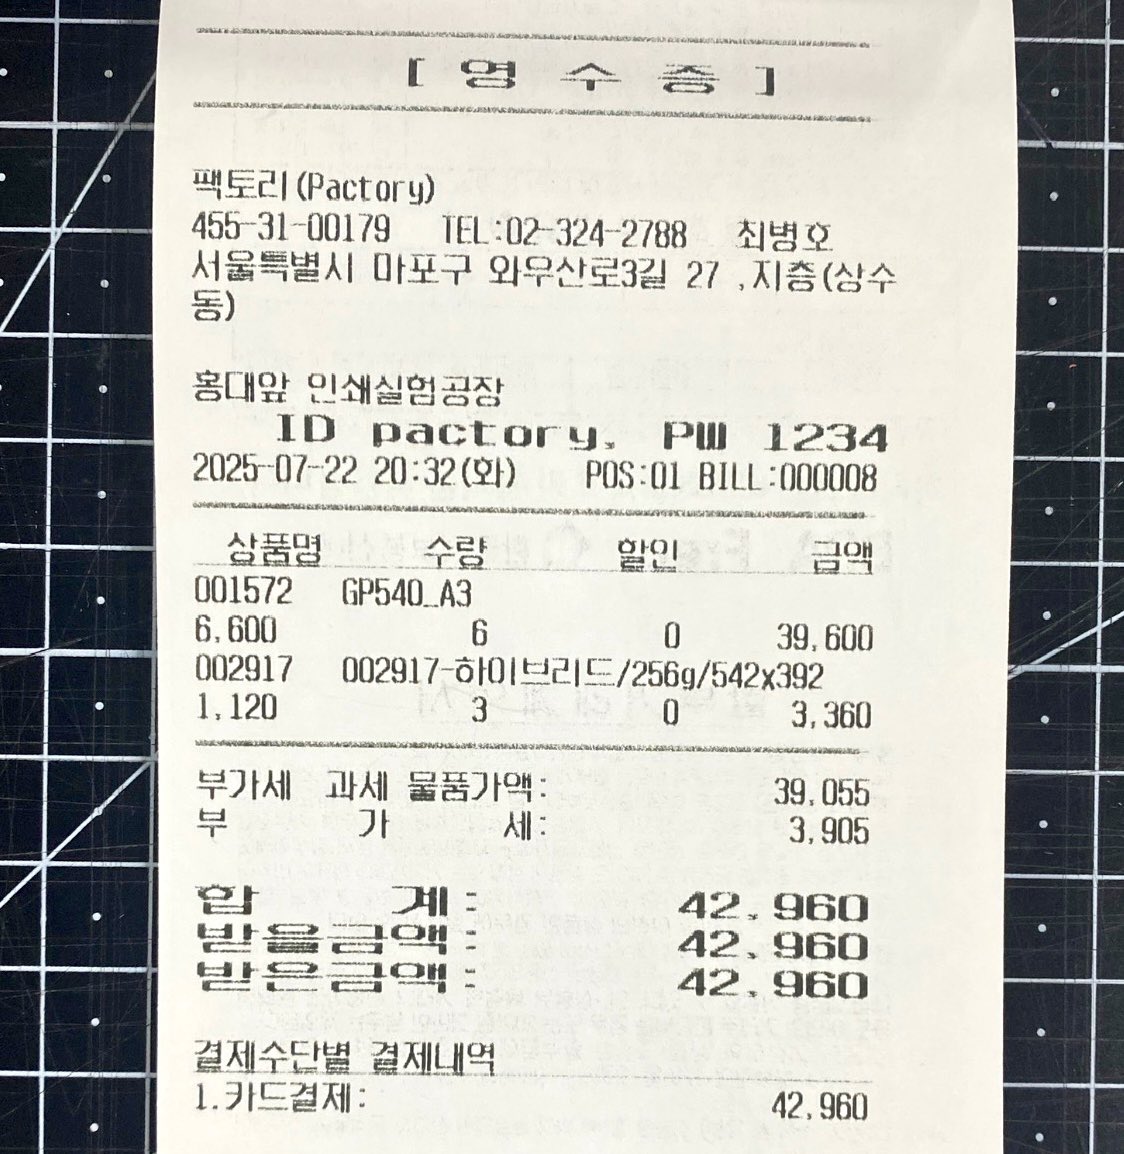 [ 영 수 증 ]
팩토리(Pactory)
455-31-00179 TEL:02-324-2788 최병호
서울특별시 마포구 와우산로3길 27 ,지층(상수
동)
홍대앞 인쇄실험공장
ID pactory, PW 1234
2025-07-22 20:32(화) POS:01 BILL:000008
상품명 수량 할인 금액
001572 GP540_A3
6,600 6 0 39,600
002917 002917-하이브리드/256g/542x392
1,120 3 0 3,360
부가세 과세 물품가액: 39,055
부 가 세: 3,905
합 계: 42,960
받을금액: 42,960
받은금액: 42,960
결제수단별 결제내역
1.카드결제: 42,960